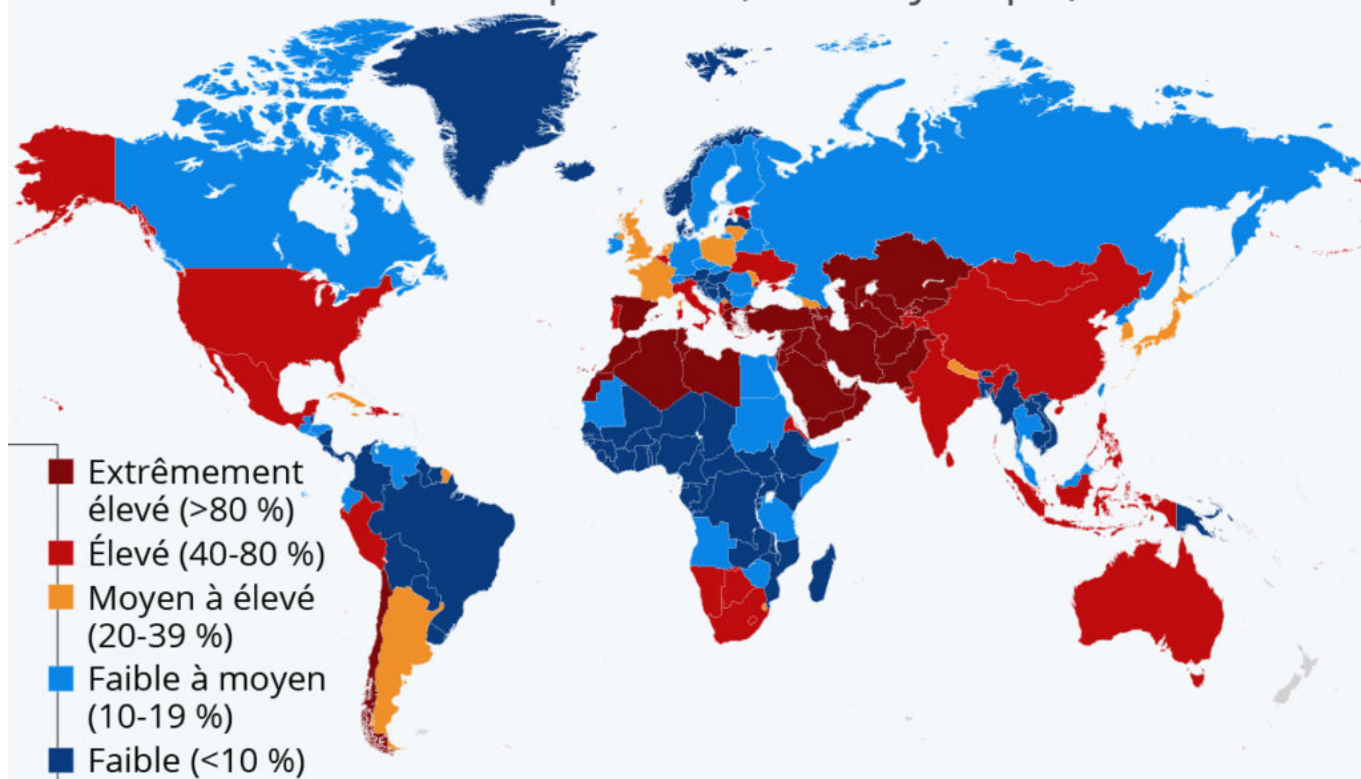 Extrêmement
élevé (>80 %)
Élevé (40-80 %)
Moyen à élevé
(20-39 %)
Faible à moyen
(10-19 %)
Faible (<10 %)